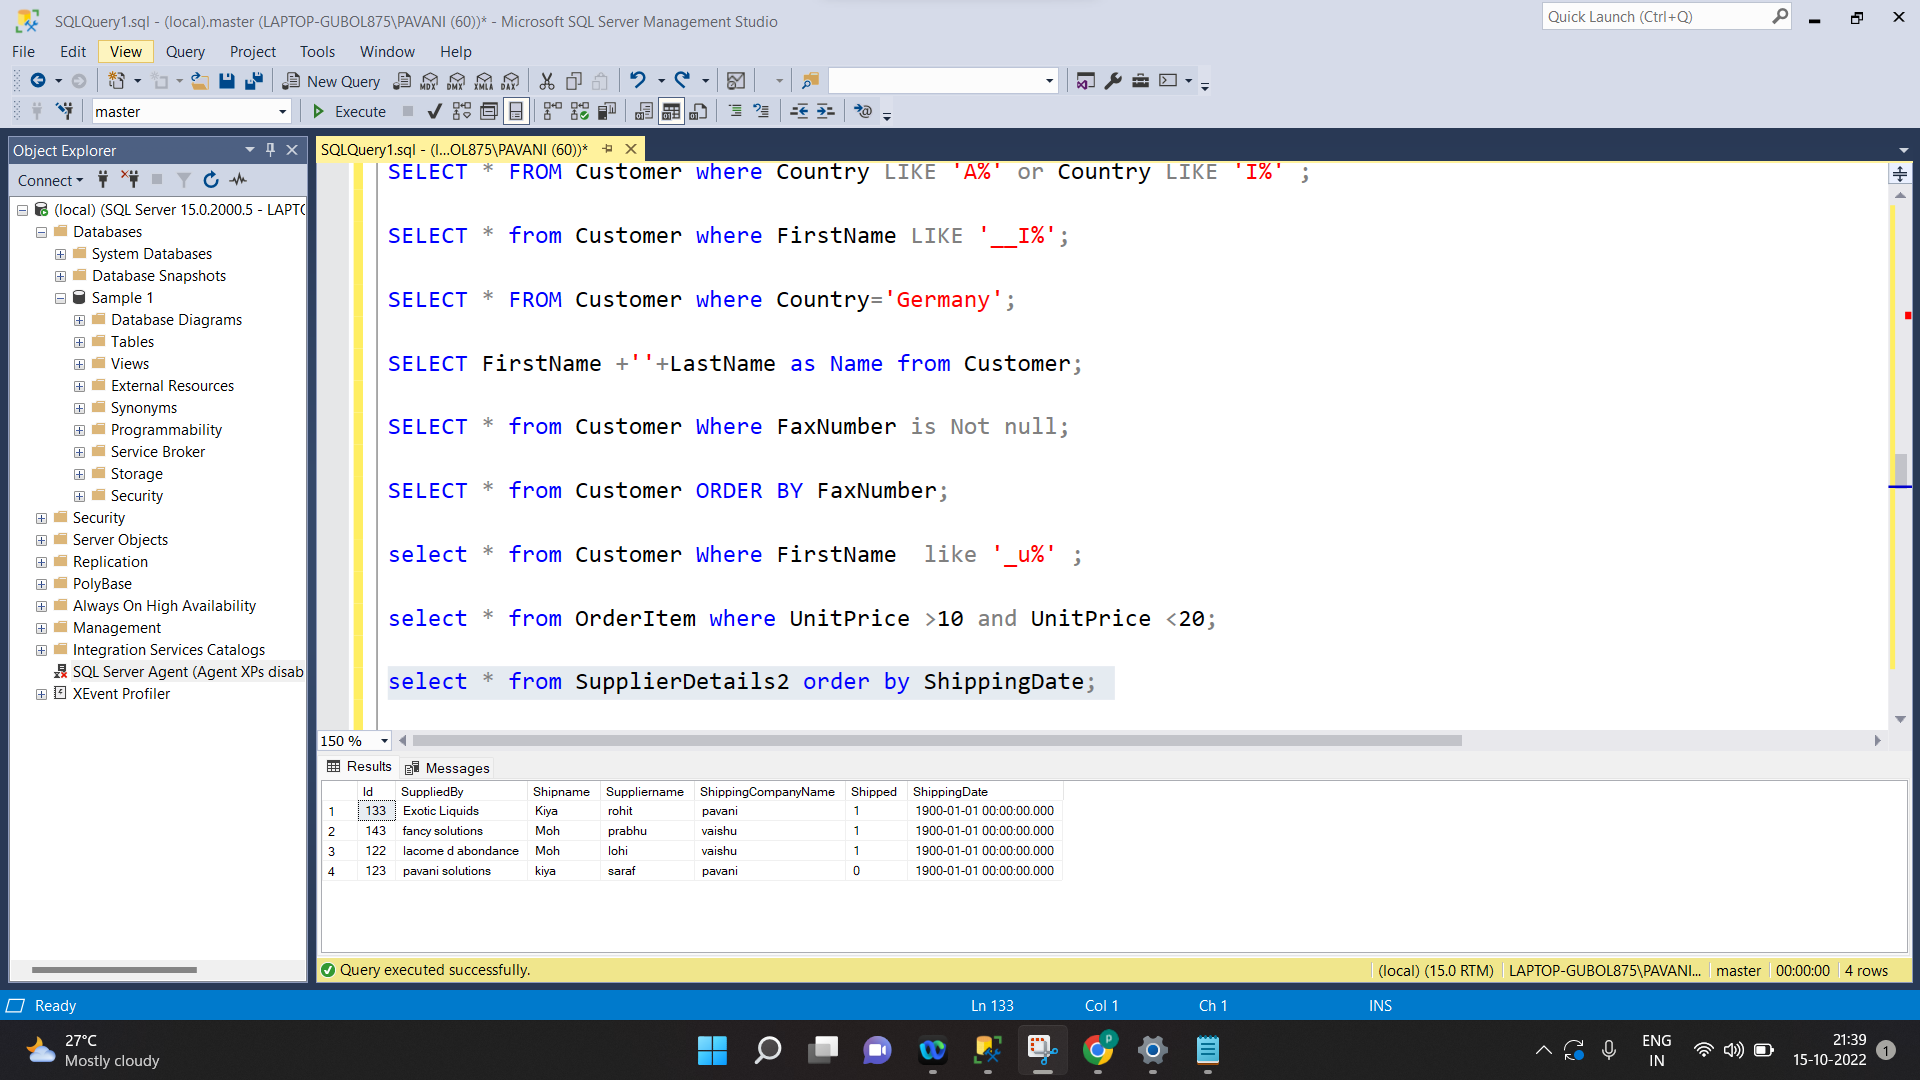 SQLQuery1.sql - (local).master (LAPTOP-GUBOL875\PAVANI (60))* - Microsoft SQL Server Management Studio
Quick Launch (Ctrl+Q)
File Edit View Query Project Tools Window Help
New Query MDX DMX XMLA DAX
master Execute
Object Explorer
Connect
(local) (SQL Server 15.0.2000.5 - LAPTO
Databases
System Databases
Database Snapshots
Sample 1
Database Diagrams
Tables
Views
External Resources
Synonyms
Programmability
Service Broker
Storage
Security
Security
Server Objects
Replication
PolyBase
Always On High Availability
Management
Integration Services Catalogs
SQL Server Agent (Agent XPs disab
XEvent Profiler
SQLQuery1.sql - (l...OL875\PAVANI (60))*
SELECT * FROM Customer where Country LIKE 'A%' or Country LIKE 'I%' ;
SELECT * from Customer where FirstName LIKE '__I%';
SELECT * FROM Customer where Country='Germany';
SELECT FirstName +''+LastName as Name from Customer;
SELECT * from Customer Where FaxNumber is Not null;
SELECT * from Customer ORDER BY FaxNumber;
select * from Customer Where FirstName  like '_u%' ;
select * from OrderItem where UnitPrice >10 and UnitPrice <20;
select * from SupplierDetails2 order by ShippingDate;
150 %
Results Messages
Id SuppliedBy Shipname Suppliername ShippingCompanyName Shipped ShippingDate
1 133 Exotic Liquids Kiya rohit pavani 1 1900-01-01 00:00:00.000
2 143 fancy solutions Moh prabhu vaishu 1 1900-01-01 00:00:00.000
3 122 lacome d abondance Moh lohi vaishu 1 1900-01-01 00:00:00.000
4 123 pavani solutions kiya saraf pavani 0 1900-01-01 00:00:00.000
Query executed successfully. (local) (15.0 RTM) LAPTOP-GUBOL875\PAVANI... master 00:00:00 4 rows
Ready Ln 133 Col 1 Ch 1 INS
27°C
Mostly cloudy
P
ENG
IN
21:39
15-10-2022
1